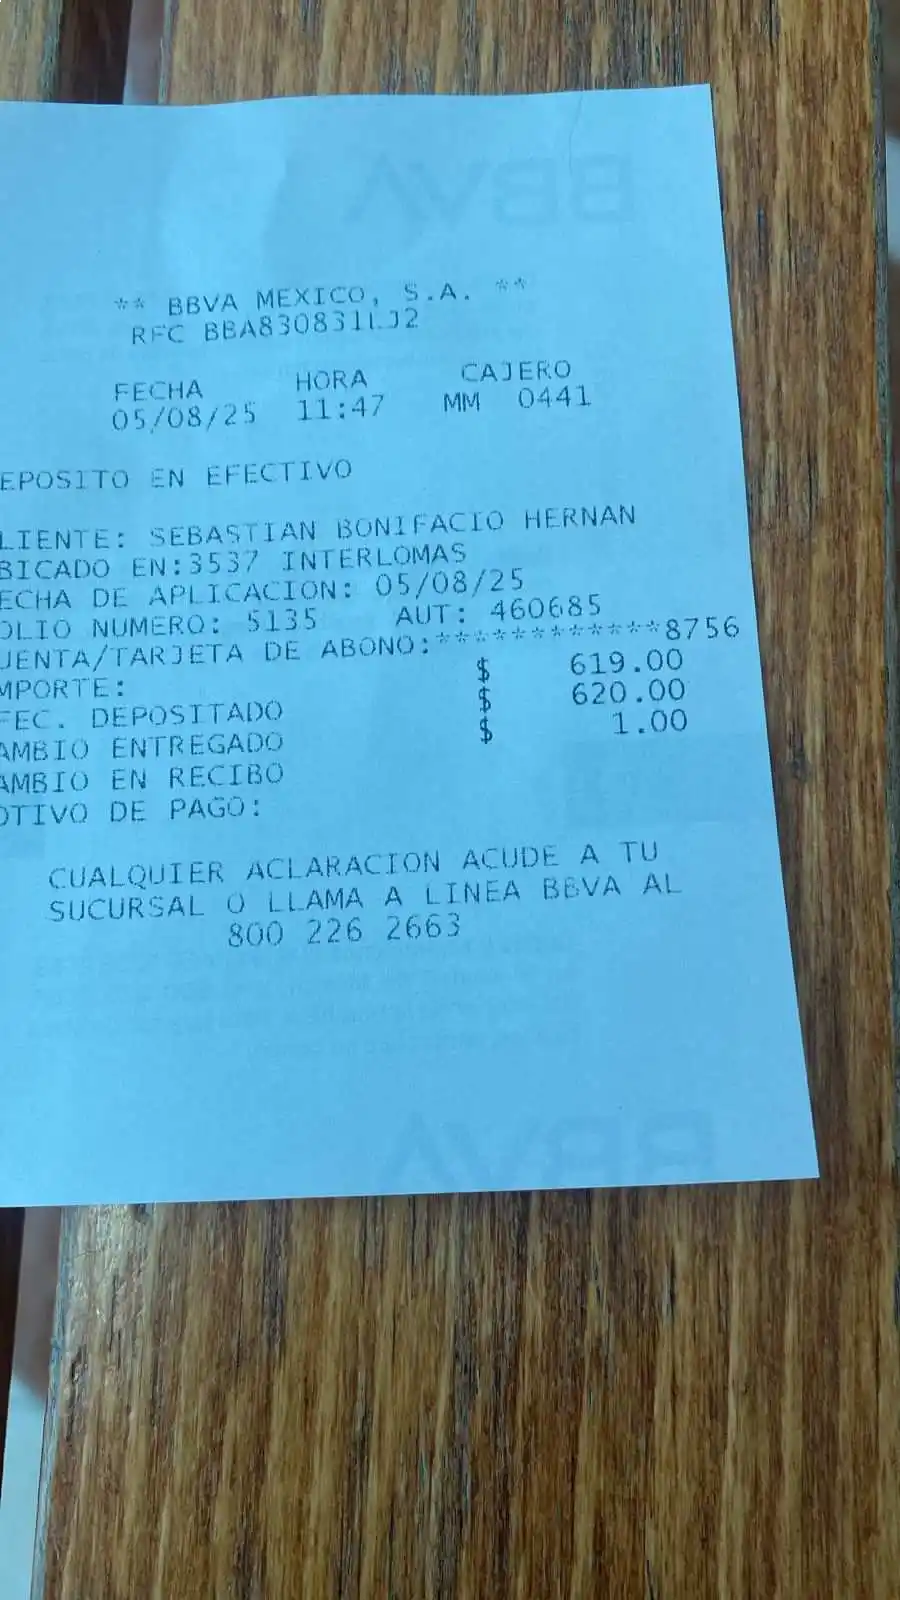 ** BBVA MEXICO, S.A. **
RFC BBA830831LJ2
FECHA HORA CAJERO
05/08/25 11:47 MM 0441
EPOSITO EN EFECTIVO
LIENTE: SEBASTIAN BONIFACIO HERNAN
BICADO EN:3537 INTERLOMAS
ECHA DE APLICACION: 05/08/25
OLIO NUMERO: 5135 AUT: 460685
UENTA/TARJETA DE ABONO:************8756
MPORTE: $ 619.00
FEC. DEPOSITADO $ 620.00
AMBIO ENTREGADO $ 1.00
AMBIO EN RECIBO
OTIVO DE PAGO:
CUALQUIER ACLARACION ACUDE A TU
SUCURSAL O LLAMA A LINEA BBVA AL
800 226 2663